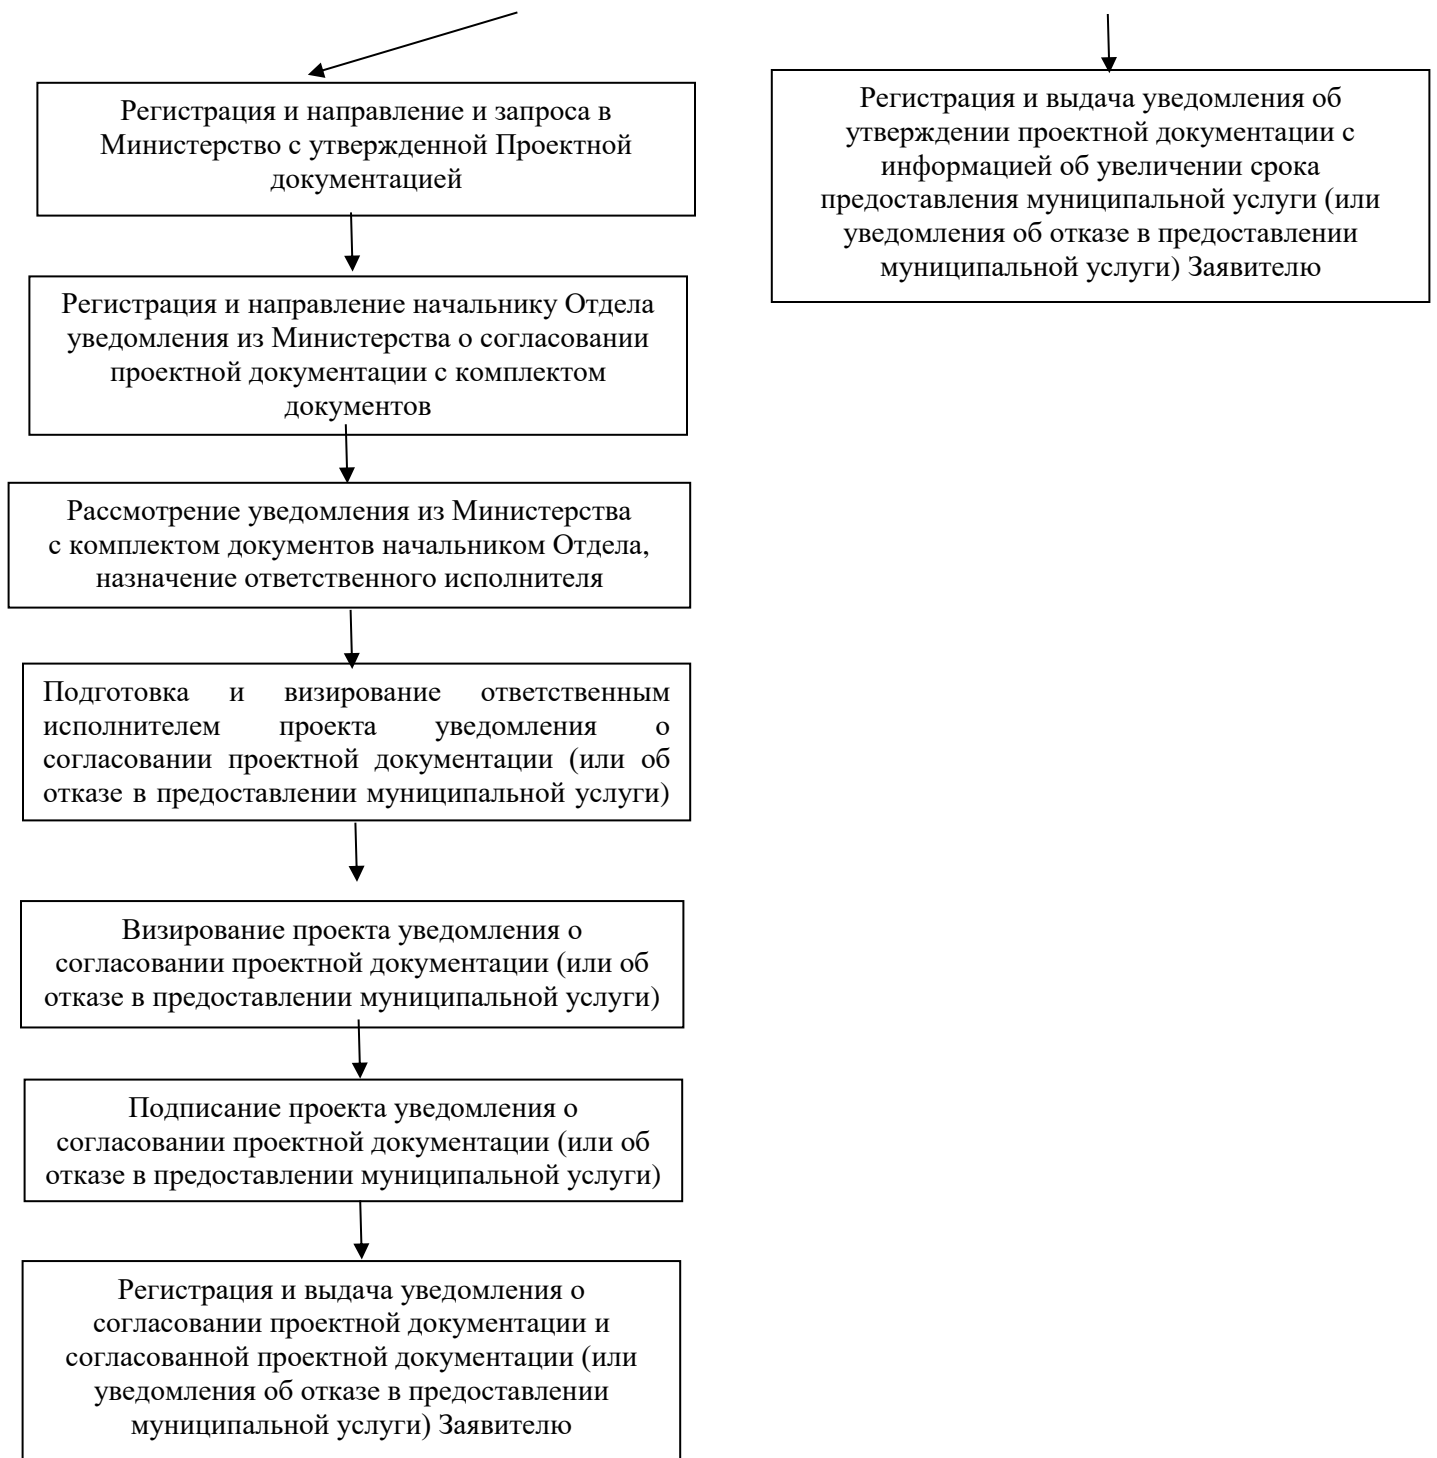 Регистрация и направление и запроса в
Министерство с утвержденной Проектной
документацией
Регистрация и выдача уведомления об
утверждении проектной документации с
информацией об увеличении срока
предоставления муниципальной услуги (или
уведомления об отказе в предоставлении
муниципальной услуги) Заявителю
Регистрация и направление начальнику Отдела
уведомления из Министерства о согласовании
проектной документации с комплектом
документов
Рассмотрение уведомления из Министерства
с комплектом документов начальником Отдела,
назначение ответственного исполнителя
Подготовка и визирование ответственным
исполнителем проекта уведомления о
согласовании проектной документации (или об
отказе в предоставлении муниципальной услуги)
Визирование проекта уведомления о
согласовании проектной документации (или об
отказе в предоставлении муниципальной услуги)
Подписание проекта уведомления о
согласовании проектной документации (или об
отказе в предоставлении муниципальной услуги)
Регистрация и выдача уведомления о
согласовании проектной документации и
согласованной проектной документации (или
уведомления об отказе в предоставлении
муниципальной услуги) Заявителю